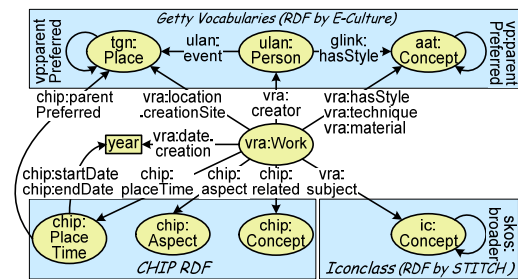 Getty Vocabularies (RDF by E-Culture)
vp:parent
Preferred
tgn:
Place
ulan:
event
ulan:
Person
glink:
hasStyle
aat:
Concept
vp:parent
Preferred
chip:parent
Preferred
vra:location
.creationSite
vra:
creator
vra:hasStyle
vra:technique
vra:material
year
vra:date.
creation
vra:Work
chip:startDate
chip:endDate
chip:
placeTime
chip:
aspect
chip:
related
vra:
subject
chip:
Place
Time
chip:
Aspect
chip:
Concept
ic:
Concept
skos:
broader
CHIP RDF
Iconclass (RDF by STITCH)